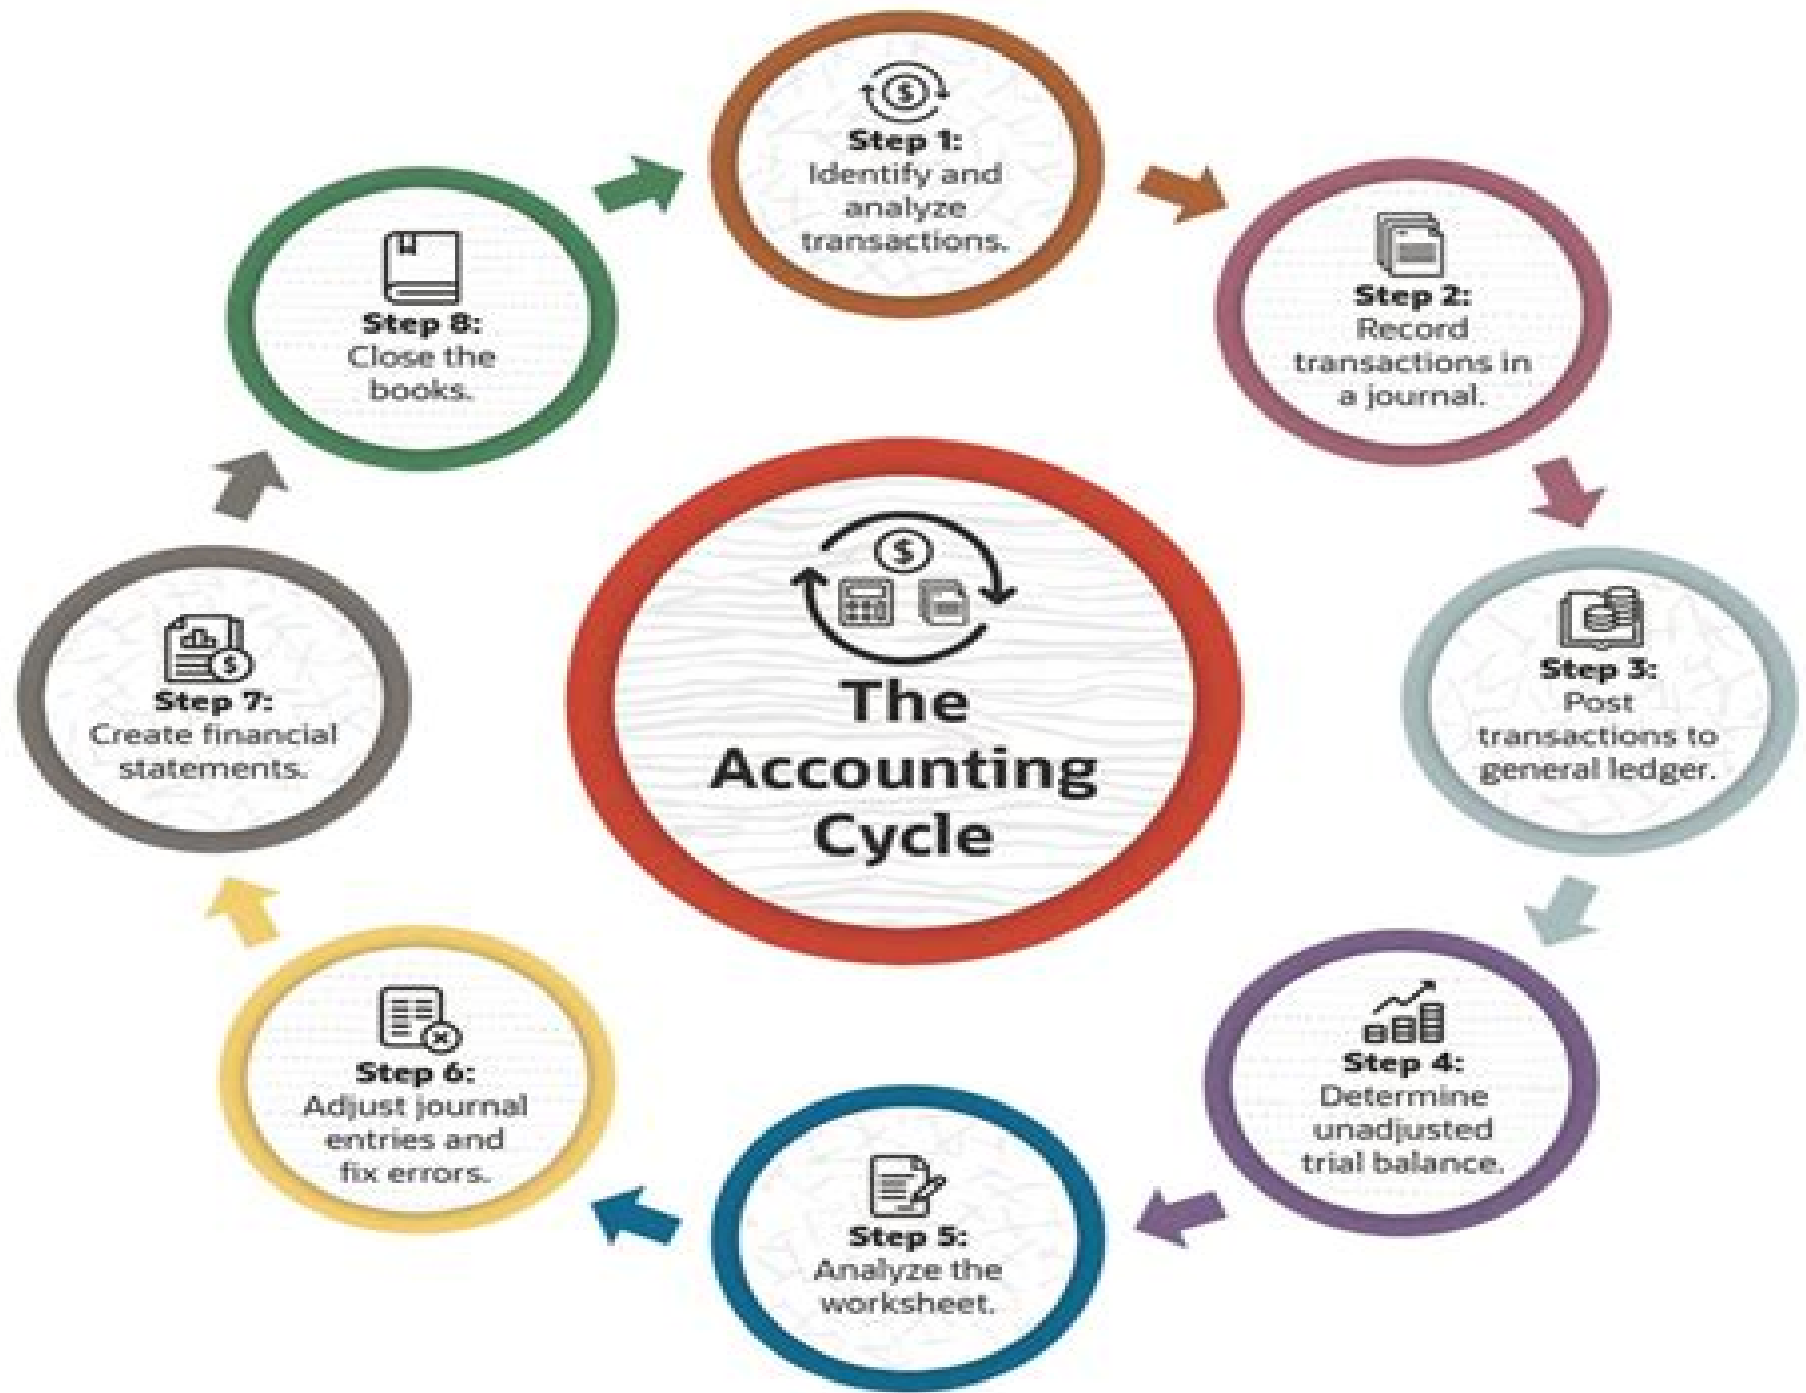 Step 1:
Identify and
analyze
transactions.
Step 2:
Record
transactions in
a journal.
Step 3:
Post
transactions to
general ledger.
Step 4:
Determine
unadjusted
trial balance.
Step 5:
Analyze the
worksheet.
Step 6:
Adjust journal
entries and
fix errors.
Step 7:
Create financial
statements.
Step 8:
Close the
books.
The
Accounting
Cycle